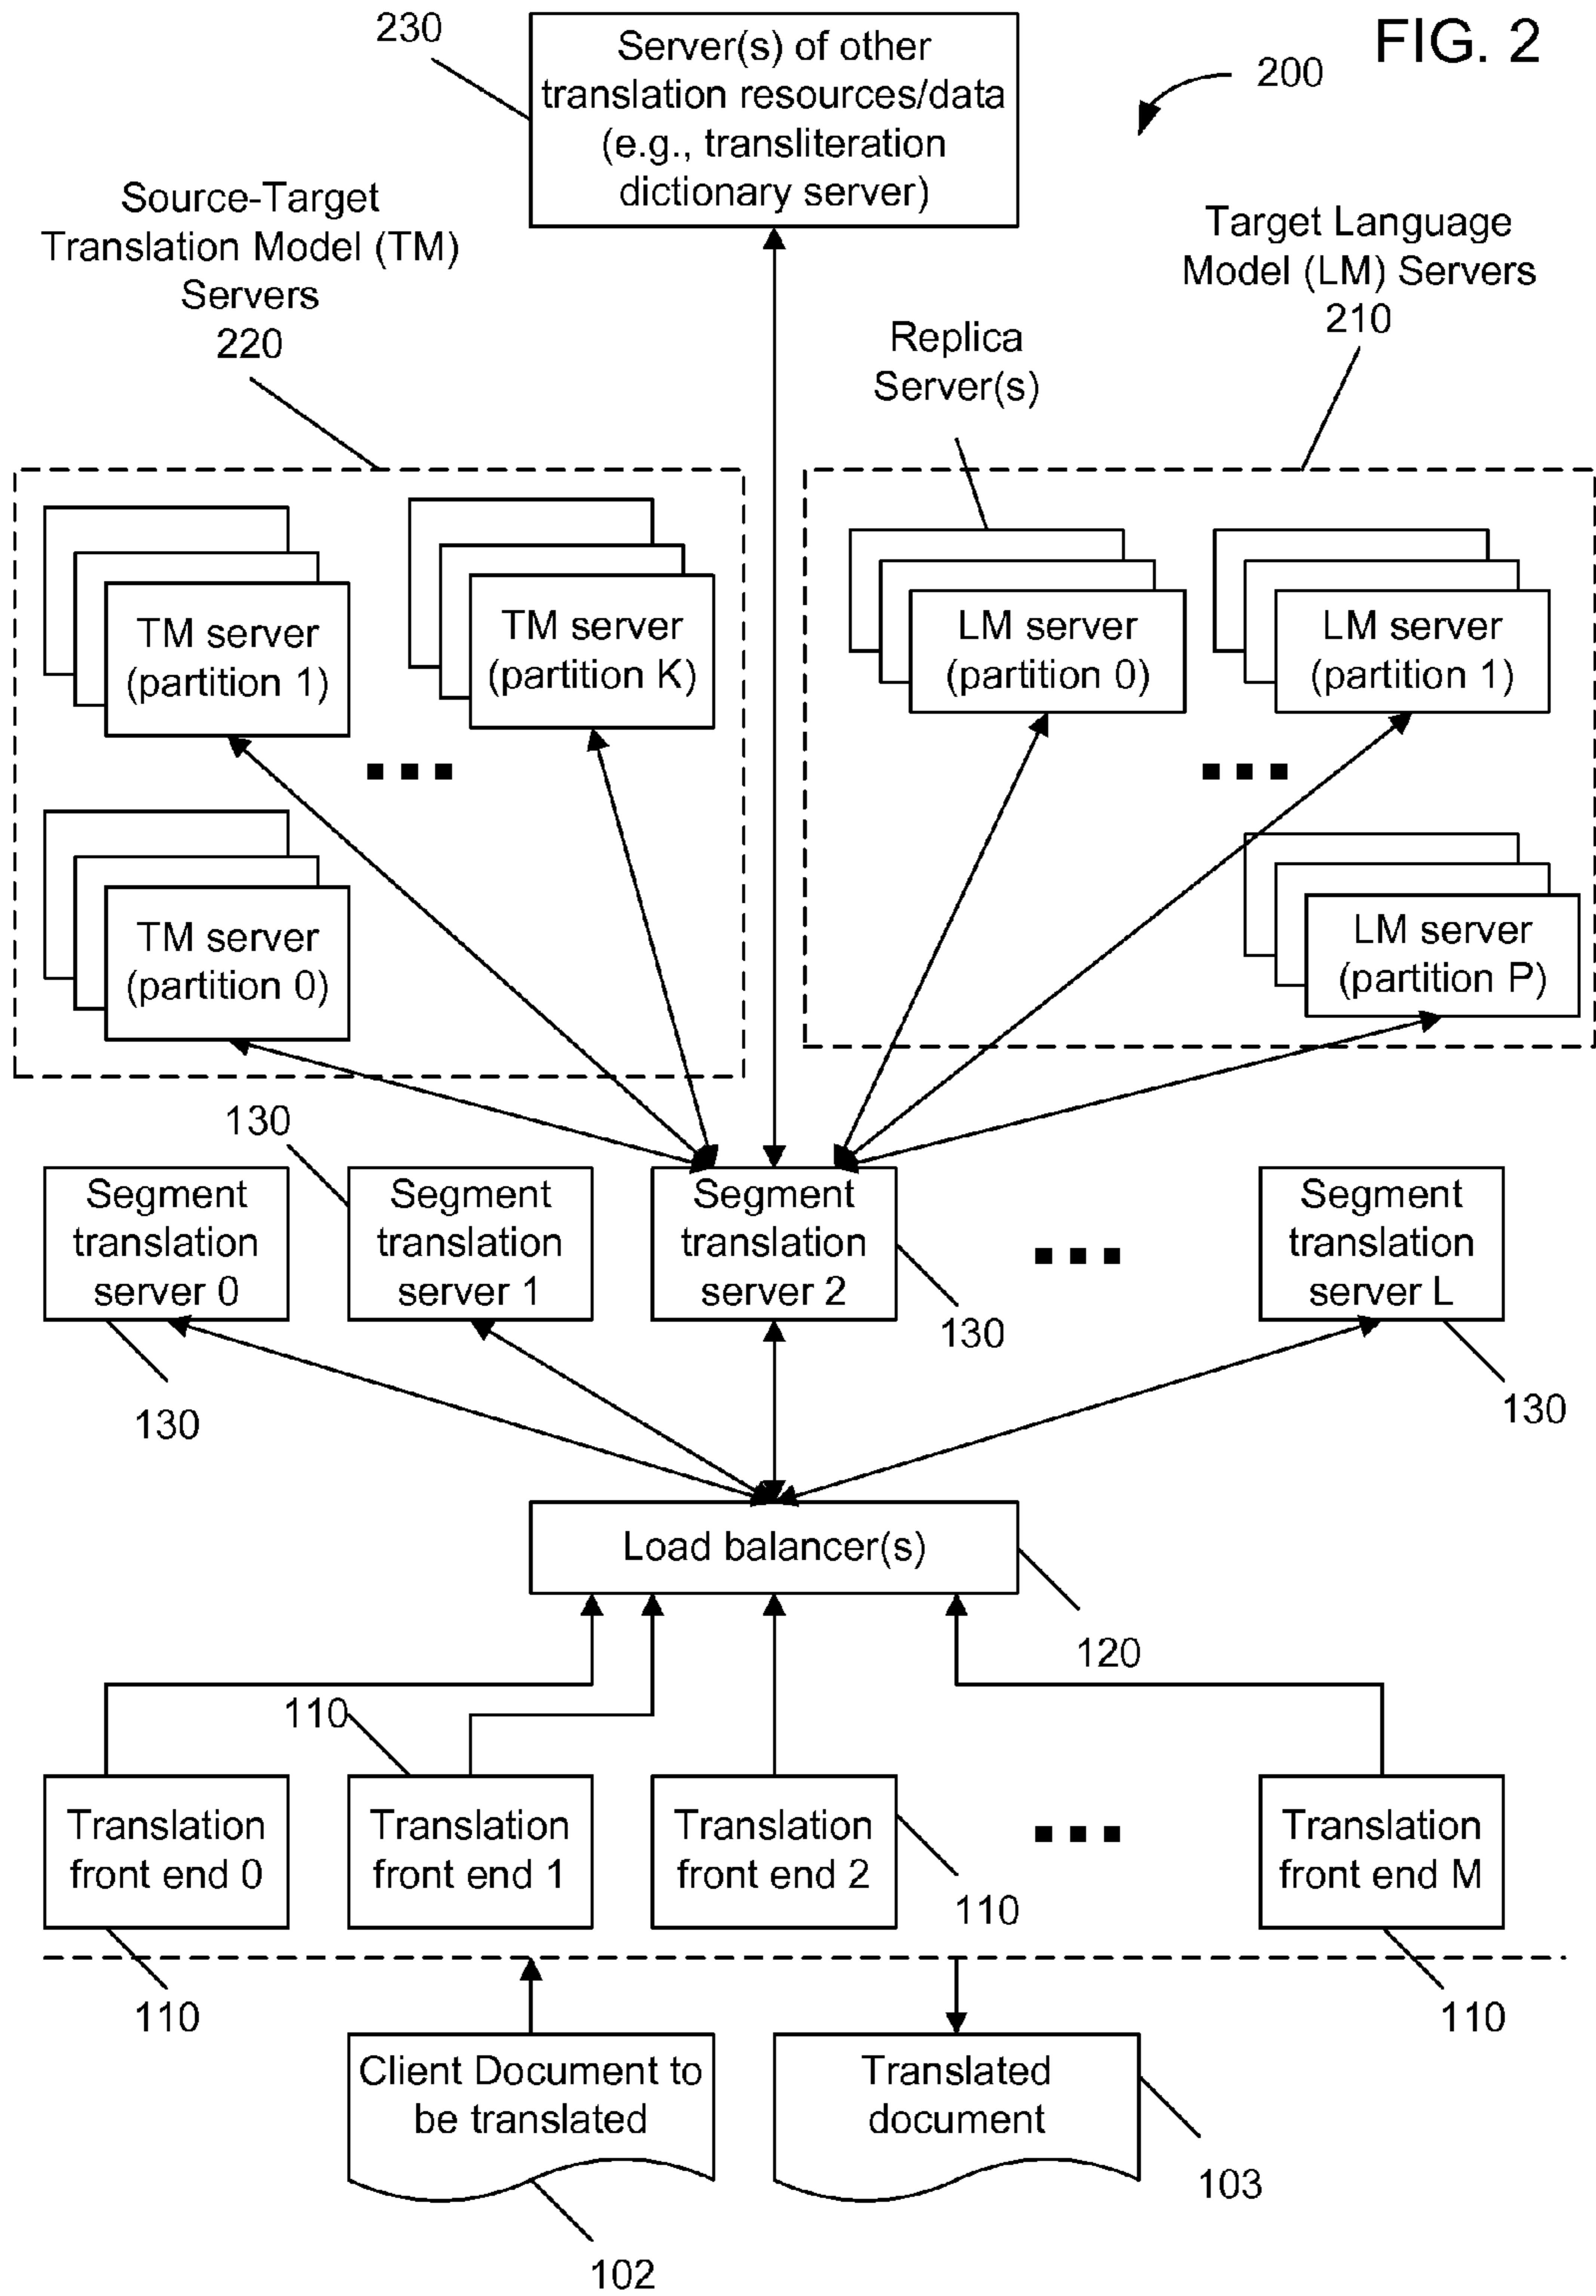 FIG. 2
200
230
Server(s) of other
translation resources/data
(e.g., transliteration
dictionary server)
Source-Target
Translation Model (TM)
Servers
220
Target Language
Model (LM) Servers
210
Replica
Server(s)
TM server
(partition 1)
TM server
(partition K)
TM server
(partition 0)
LM server
(partition 0)
LM server
(partition 1)
LM server
(partition P)
130
Segment
translation
server 0
Segment
translation
server 1
Segment
translation
server 2
Segment
translation
server L
130
130
130
Load balancer(s)
120
110
Translation
front end 0
Translation
front end 1
Translation
front end 2
Translation
front end M
110
110
110
Client Document to
be translated
Translated
document
102
103